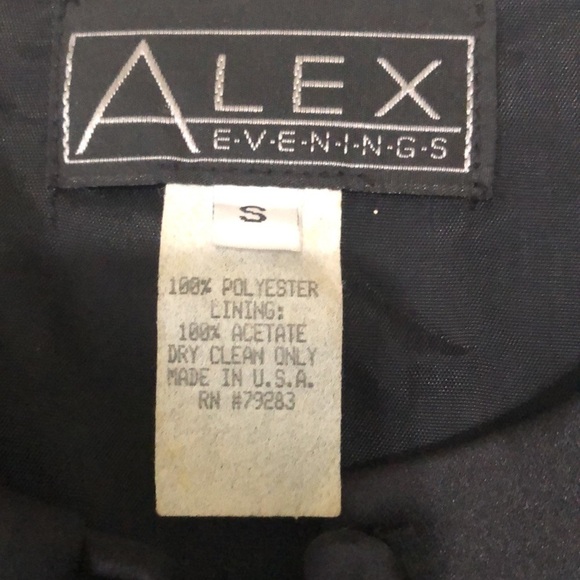 ALEX
E·V·E·N·I·N·G·S
S
100% POLYESTER
LINING:
100% ACETATE
DRY CLEAN ONLY
MADE IN U.S.A.
RN #79283